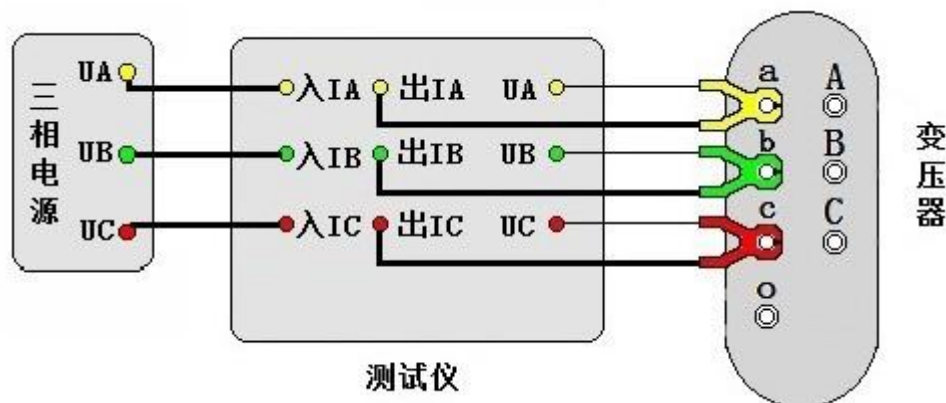 三相电源
UA
UB
UC
入IA 出IA UA
入IB 出IB UB
入IC 出IC UC
测试仪
a A
b B
c C
o
变压器